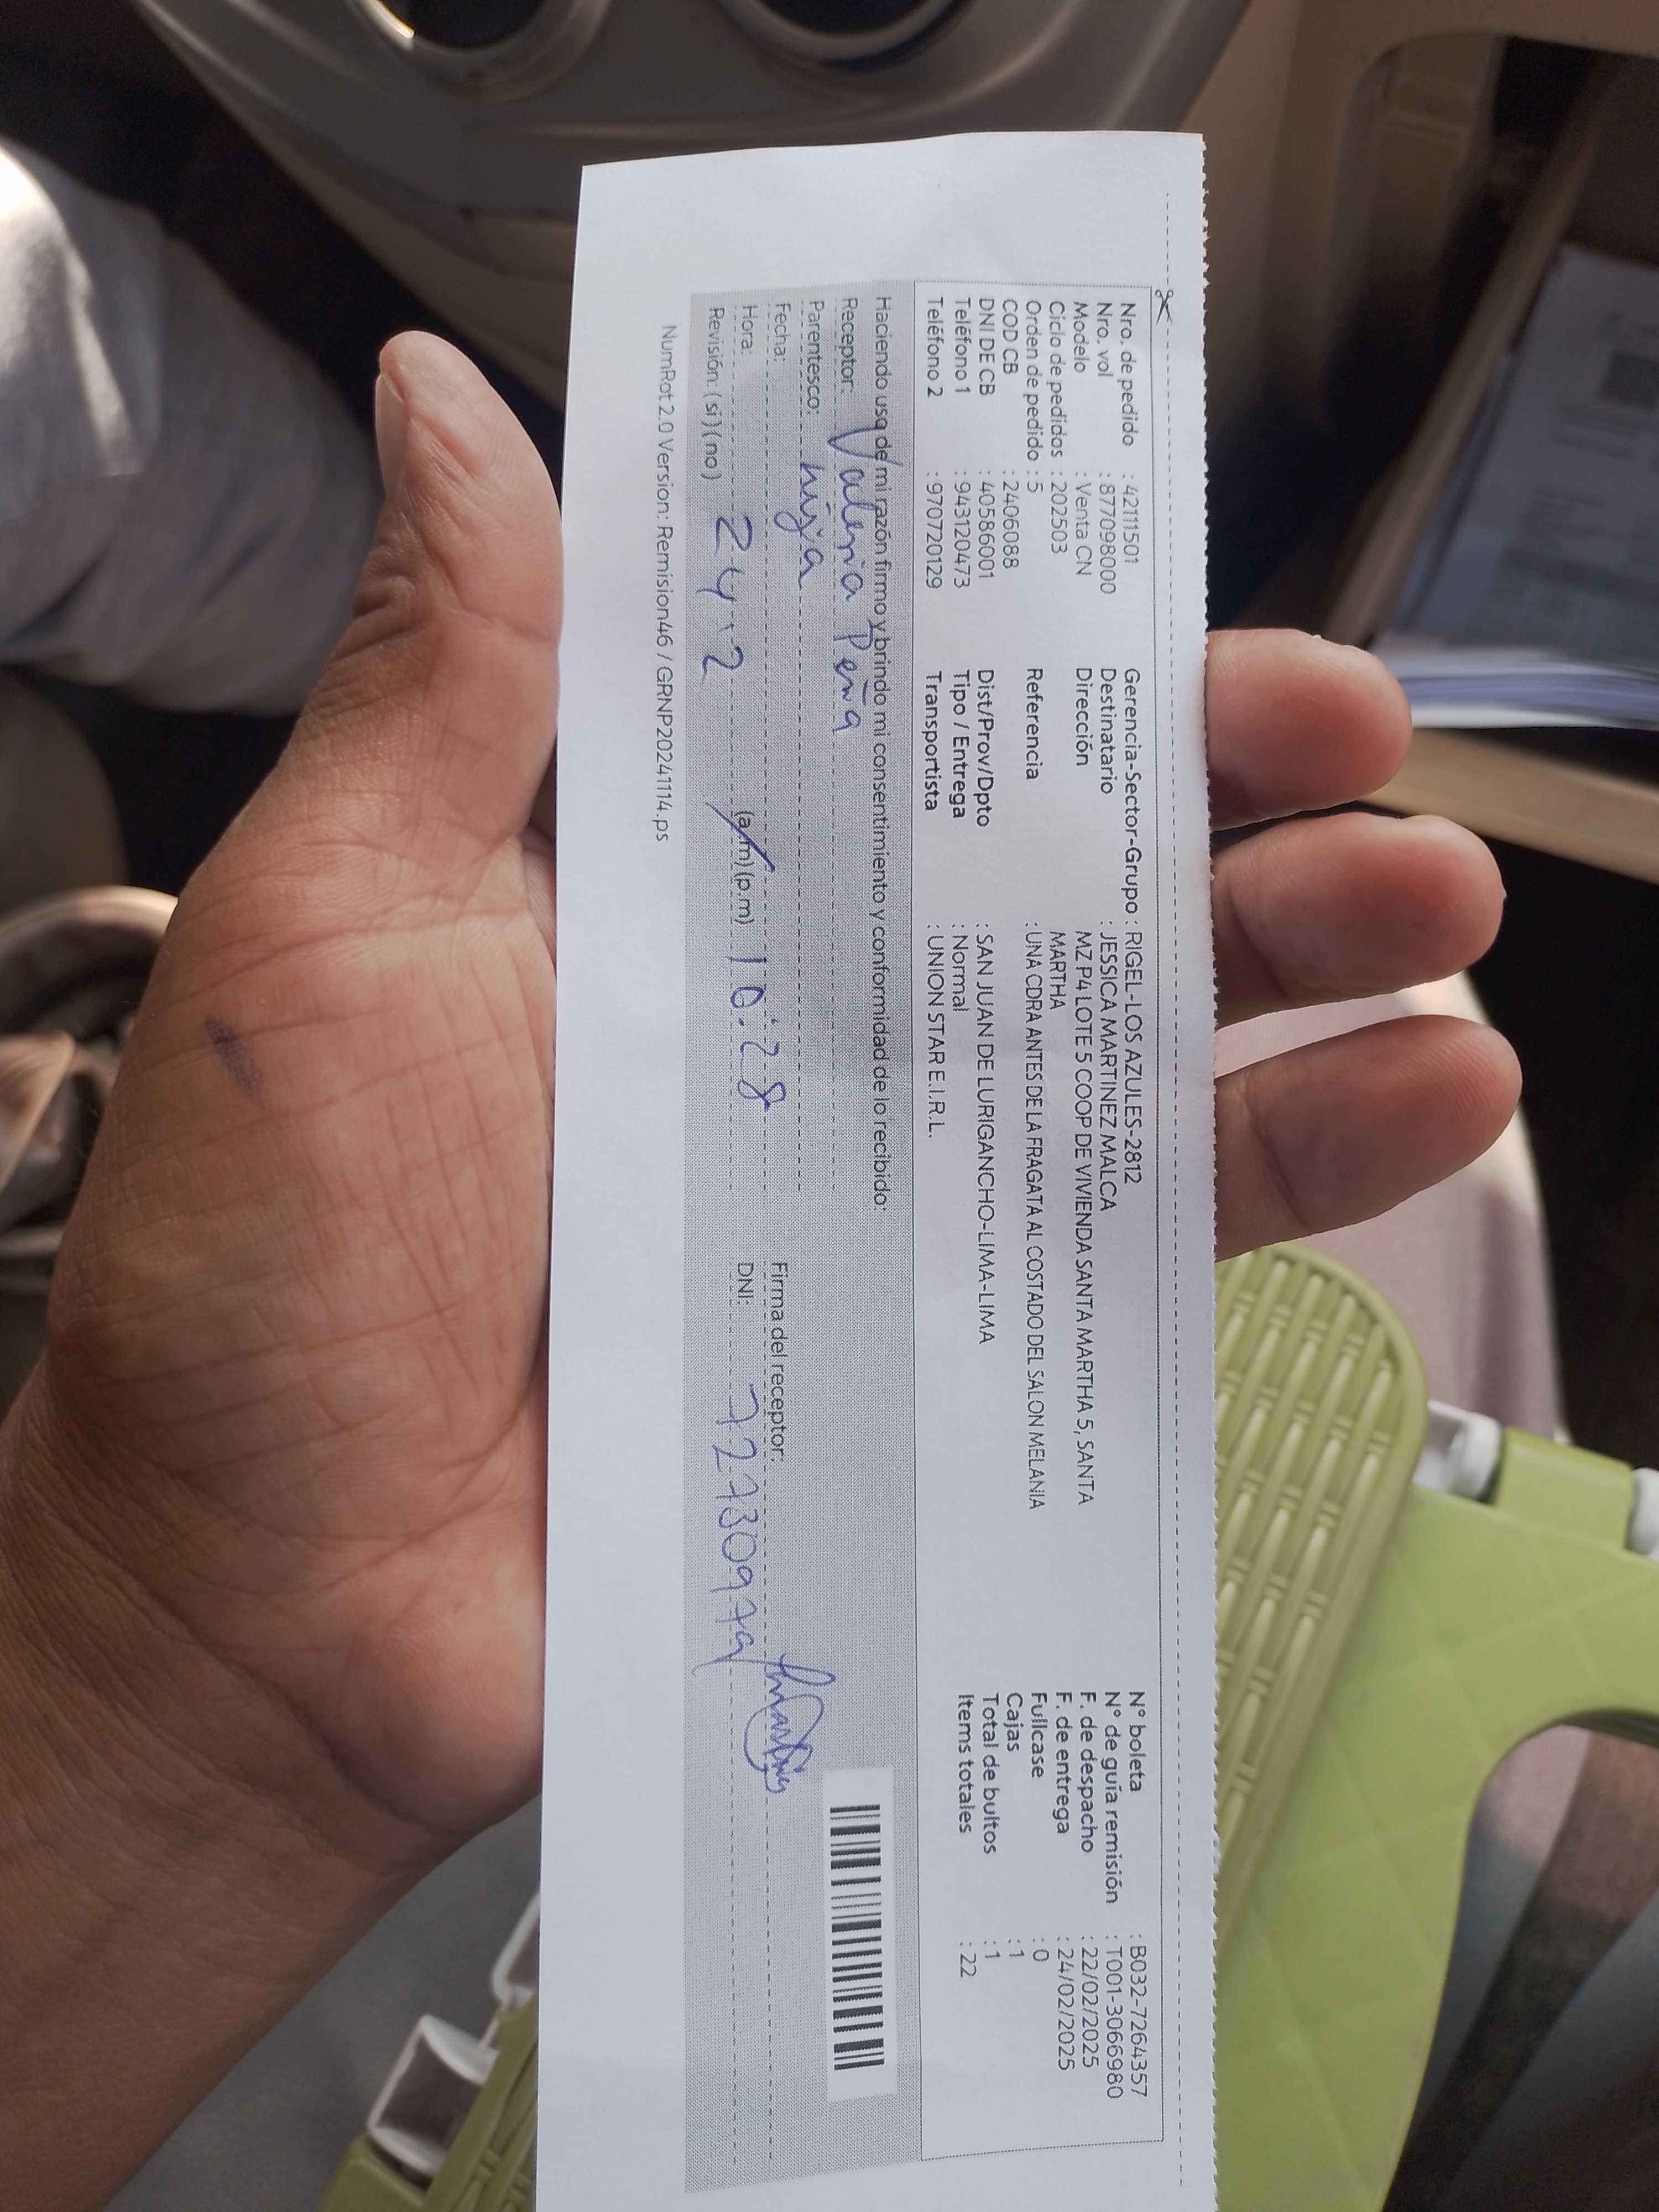 Nro. de pedido : 42111501
Nro. vol : 877098000
Modelo : Venta CN
Ciclo de pedidos : 202503
Orden de pedido : 5
COD CB : 2406088
DNI DE CB : 40586001
Teléfono 1 : 943120473
Teléfono 2 : 970720129
Gerencia-Sector-Grupo : RIGEL-LOS AZULES-2812
Destinatario : JESSICA MARTINEZ MALCA
Dirección MZ P4 LOTE 5 COOP DE VIVIENDA SANTA MARTHA 5, SANTA
MARTHA
Referencia : UNA CDRA ANTES DE LA FRAGATA AL COSTADO DEL SALON MELANIA
Dist/Prov/Dpto : SAN JUAN DE LURIGANCHO-LIMA-LIMA
Tipo / Entrega : Normal
Transportista : UNION STAR E.I.R.L.
N° boleta : B032-7264357
N° de guía remisión : T001-3066980
F. de despacho : 22/02/2025
F. de entrega : 24/02/2025
Fullcase : 0
Cajas : 1
Total de bultos : 1
Items totales : 22
Haciendo uso de mi razón firmo y brindo mi consentimiento y conformidad de lo recibido:
Receptor: Valeria Peña
Parentesco: hija
Fecha:
Hora: 24.2 (a.m) (p.m) 10:28
Revisión: (si) (no)
Firma del receptor:
DNI: 72730979
NumRot 2.0 Version: Remision46 / GRNP20241114.ps